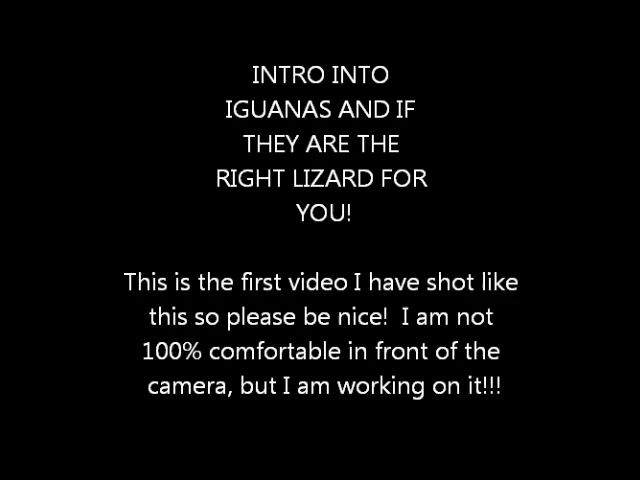 INTRO INTO
IGUANAS AND IF
THEY ARE THE
RIGHT LIZARD FOR
YOU!
This is the first video I have shot like
this so please be nice!  I am not
100% comfortable in front of the
camera, but I am working on it!!!